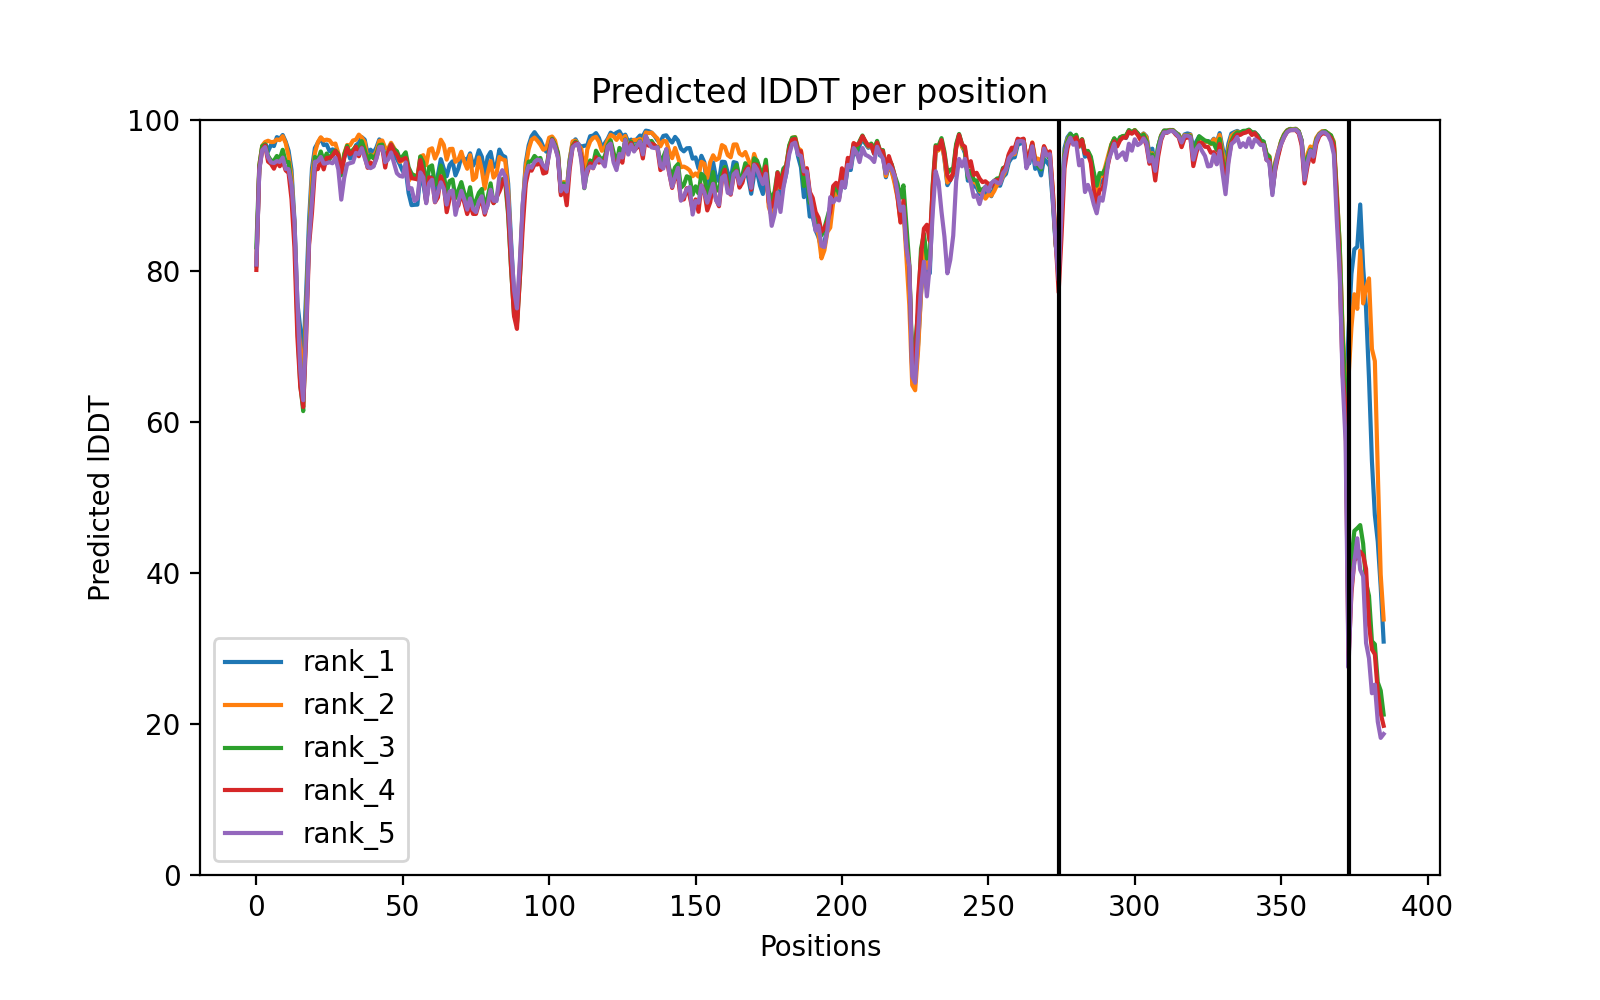 Predicted lDDT per position
100
80
60
40
20
0
Predicted lDDT
rank_1
rank_2
rank_3
rank_4
rank_5
0 50 100 150 200 250 300 350 400
Positions